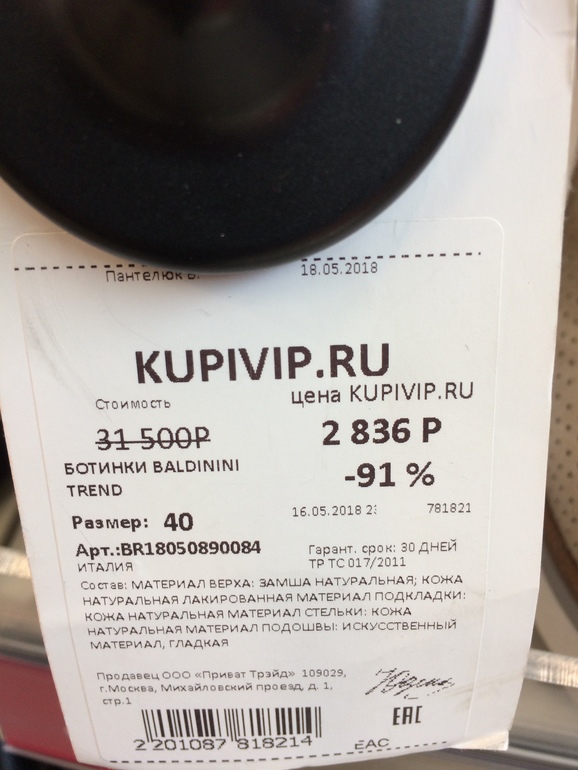 Пантелюк В.
18.05.2018
KUPIVIP.RU
Стоимость
цена KUPIVIP.RU
31 500Р
2 836 Р
-91 %
БОТИНКИ BALDININI
TREND
16.05.2018 2
781821
Размер: 40
Арт.:BR18050890084
Гарант. срок: 30 ДНЕЙ
ТР ТС 017/2011
ИТАЛИЯ
Состав: МАТЕРИАЛ ВЕРХА: ЗАМША НАТУРАЛЬНАЯ; КОЖА
НАТУРАЛЬНАЯ ЛАКИРОВАННАЯ МАТЕРИАЛ ПОДКЛАДКИ:
КОЖА НАТУРАЛЬНАЯ МАТЕРИАЛ СТЕЛЬКИ: КОЖА
НАТУРАЛЬНАЯ МАТЕРИАЛ ПОДОШВЫ: ИСКУССТВЕННЫЙ
МАТЕРИАЛ, ГЛАДКАЯ
Продавец ООО «Приват Трэйд» 109029,
г.Москва, Михайловский проезд, д. 1,
стр.1
EAC
2 201087 818214
EAC